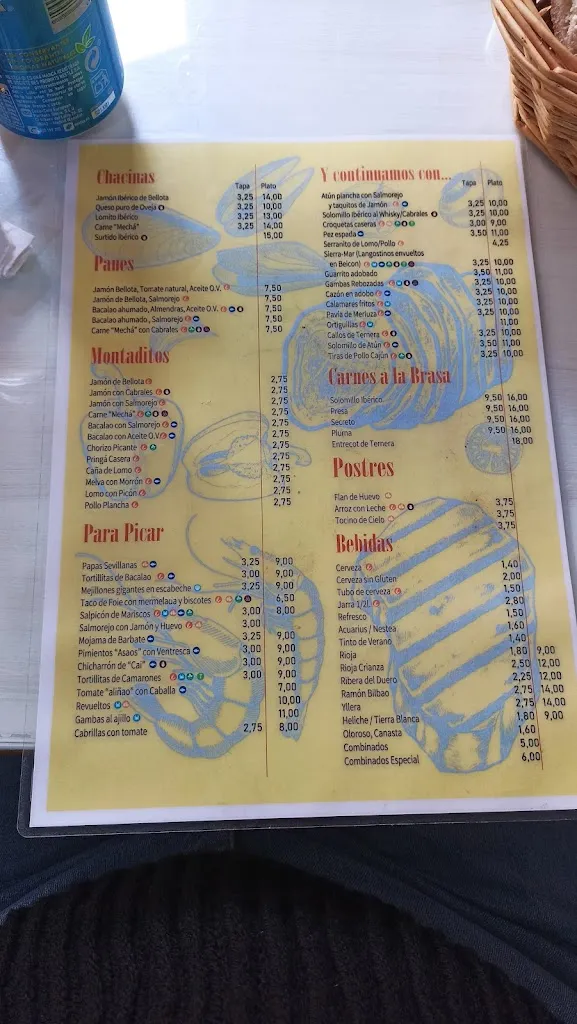 Chacinas
Tapa Plato
Jamón Ibérico de Bellota 3,25 14,00
Queso puro de Oveja 3,25 10,00
Lomito Ibérico 3,25 13,00
Carne "Mechá" 3,25 14,00
Surtido Ibérico 15,00
Panes
Jamón Bellota, Tomate natural, Aceite O.V. 7,50
Jamón de Bellota, Salmorejo 7,50
Bacalao ahumado, Almendras, Aceite O.V. 7,50
Bacalao ahumado, Salmorejo 7,50
Carne "Mechá" con Cabrales 7,50
Montaditos
Jamón de Bellota 2,75
Jamón con Cabrales 2,75
Jamón con Salmorejo 2,75
Carne "Mechá" 2,75
Bacalao con Salmorejo 2,75
Bacalao con Aceite O.V. 2,75
Chorizo Picante 2,75
Pringá Casera 2,75
Caña de Lomo 2,75
Melva con Morrón 2,75
Lomo con Picón 2,75
Pollo Plancha 2,75
Para Picar
Papas Sevillanas 3,25 9,00
Tortillitas de Bacalao 3,00 9,00
Mejillones gigantes en escabeche 3,25 9,00
Taco de Foie con mermelaua y biscotes 3,75 6,50
Salpicón de Mariscos 3,00 8,00
Salmorejo con Jamón y Huevo 3,00
Mojama de Barbate 3,25 9,00
Pimientos "Asaos" con Ventresca 3,00 9,00
Chicharrón de "Cai" 3,00 9,00
Tortillitas de Camarones 3,00 9,00
Tomate "aliñao" con Caballa 7,00
Revueltos 10,00
Gambas al ajillo 11,00
Cabrillas con tomate 2,75 8,00
Y continuamos con...
Tapa Plato
Atún plancha con Salmorejo
y taquitos de Jamón 3,25 10,00
Solomillo Ibérico al Whisky/Cabrales 3,25 10,00
Croquetas caseras 3,00 9,00
Pez espada 3,50 11,00
Serranito de Lomo/Pollo 4,25
Sierra-Mar (Langostinos envueltos
en Beicon) 3,25 10,00
Guarrito adobado 3,50 11,00
Gambas Rebozadas 3,25 10,00
Cazón en adobo 3,25 10,00
Calamares fritos 3,25 10,00
Pavía de Merluza 3,25 10,00
Ortiguillas 11,00
Callos de Ternera 3,25 10,00
Solomillo de Atún 3,50 11,00
Tiras de Pollo Cajún 3,25 10,00
Carnes a la Brasa
Solomillo Ibérico 9,50 16,00
Presa 9,50 16,00
Secreto 9,50 16,00
Pluma 9,50 16,00
Entrecot de Ternera 18,00
Postres
Flan de Huevo 3,75
Arroz con Leche 3,75
Tocino de Cielo 3,75
Bebidas
Cerveza 1,40
Cerveza sin Gluten 2,00
Tubo de cerveza 1,50
Jarra 1/2l. 2,80
Refresco 1,50
Acuarius / Nestea 1,60
Tinto de Verano 1,40
Rioja 1,80 9,00
Rioja Crianza 2,50 12,00
Ribera del Duero 2,25 12,00
Ramón Bilbao 2,75 14,00
Yllera 2,75 14,00
Heliche / Tierra Blanca 1,80 9,00
Oloroso, Canasta 1,60
Combinados 5,00
Combinados Especial 6,00